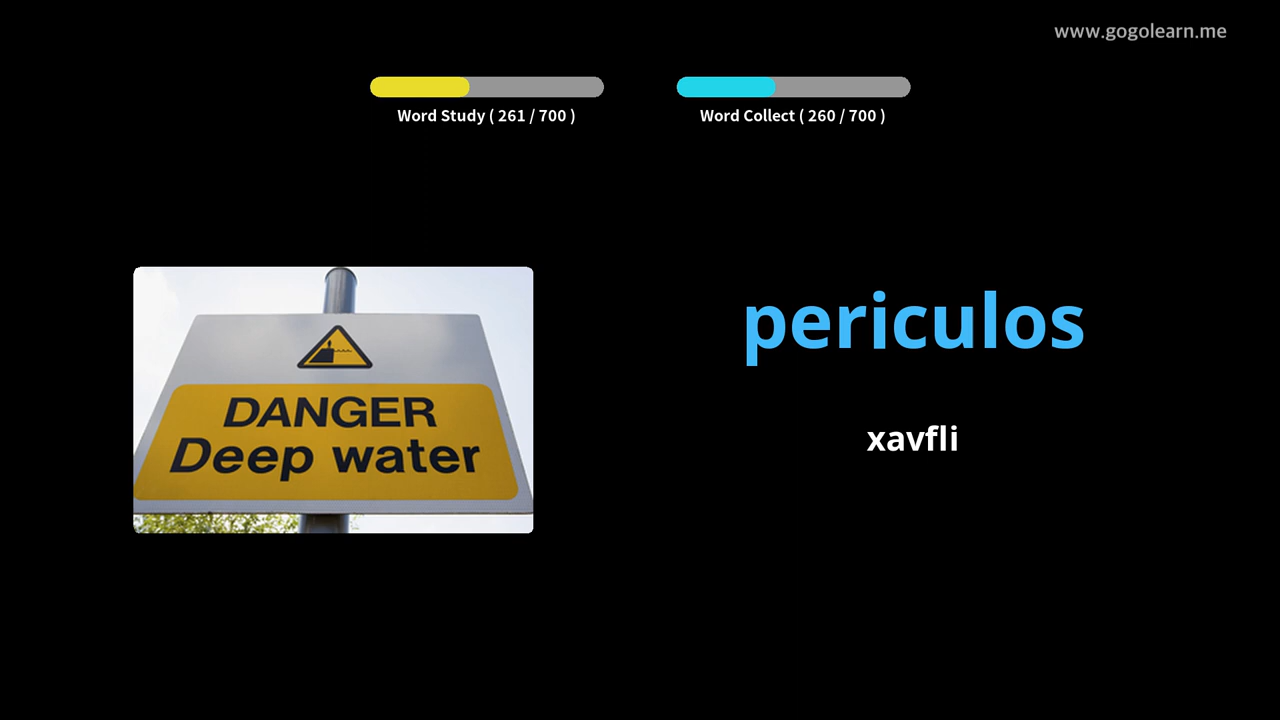 www.gogolearn.me
Word Study ( 261 / 700 )
Word Collect ( 260 / 700 )
DANGER
Deep water
periculos
xavfli